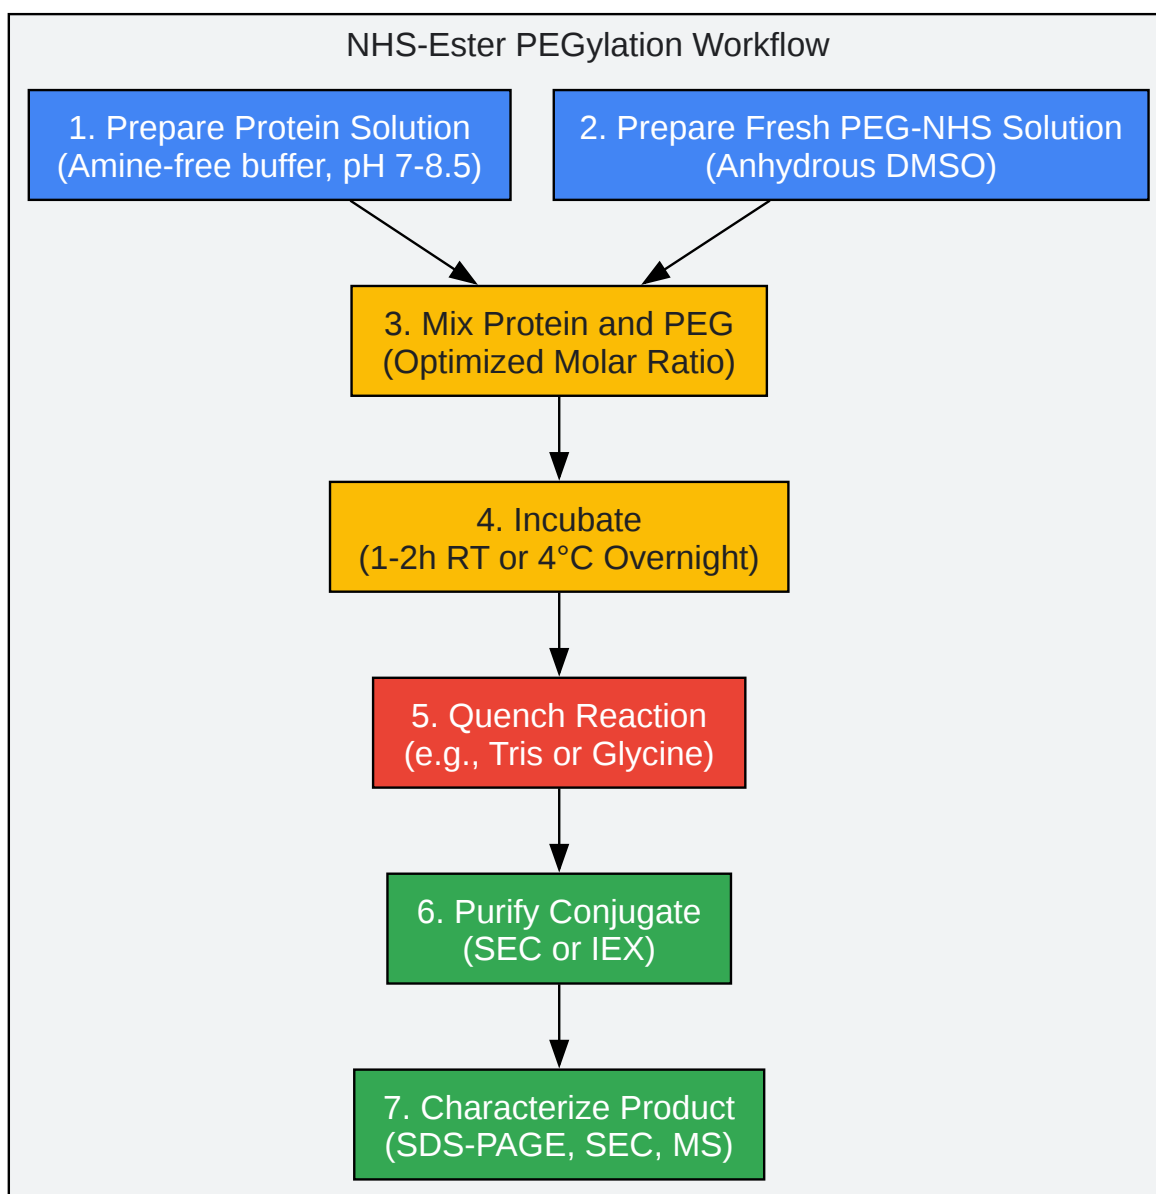 NHS-Ester PEGylation Workflow
1. Prepare Protein Solution
(Amine-free buffer, pH 7-8.5)
2. Prepare Fresh PEG-NHS Solution
(Anhydrous DMSO)
3. Mix Protein and PEG
(Optimized Molar Ratio)
4. Incubate
(1-2h RT or 4°C Overnight)
5. Quench Reaction
(e.g., Tris or Glycine)
6. Purify Conjugate
(SEC or IEX)
7. Characterize Product
(SDS-PAGE, SEC, MS)